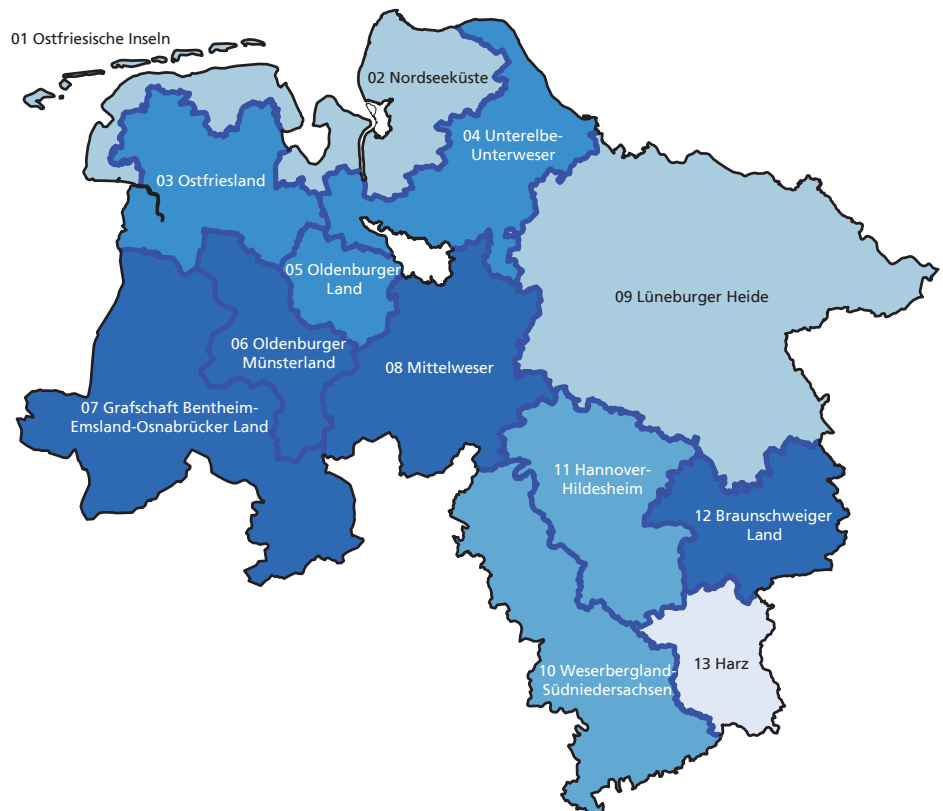 01 Ostfriesische Inseln
02 Nordseeküste
04 Unterelbe-
Unterweser
03 Ostfriesland
05 Oldenburger
Land
09 Lüneburger Heide
06 Oldenburger
Münsterland
08 Mittelweser
07 Grafschaft Bentheim-
Emsland-Osnabrücker Land
11 Hannover-
Hildesheim
12 Braunschweiger
Land
13 Harz
10 Weserbergland-
Südniedersachsen